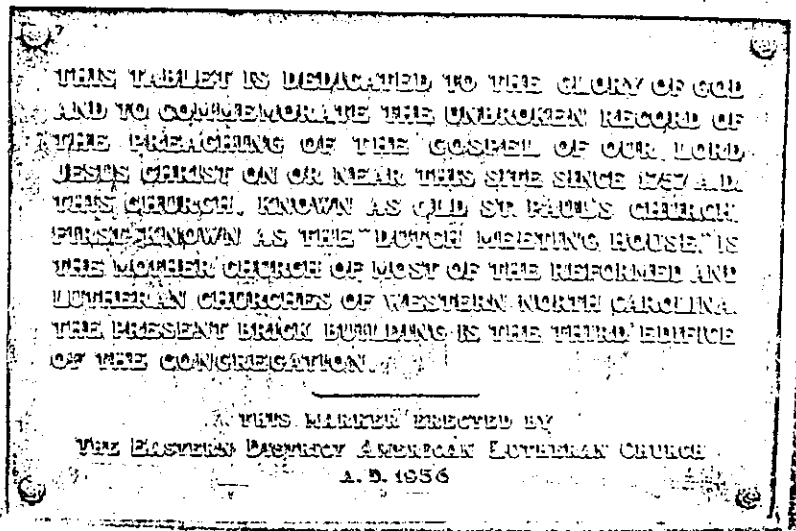 THIS TABLET IS DEDICATED TO THE GLORY OF GOD
AND TO COMMEMORATE THE UNBROKEN RECORD OF
THE PREACHING OF THE GOSPEL OF OUR LORD
JESUS CHRIST ON OR NEAR THIS SITE SINCE 1757 A.D.
THIS CHURCH, KNOWN AS OLD ST. PAUL'S CHURCH,
FIRST KNOWN AS THE "DUTCH MEETING HOUSE," IS
THE MOTHER CHURCH OF MOST OF THE REFORMED AND
LUTHERAN CHURCHES OF WESTERN NORTH CAROLINA.
THE PRESENT BRICK BUILDING IS THE THIRD EDIFICE
OF THE CONGREGATION.
THIS MARKER ERECTED BY
THE EASTERN DISTRICT AMERICAN LUTHERAN CHURCH
A. D. 1956